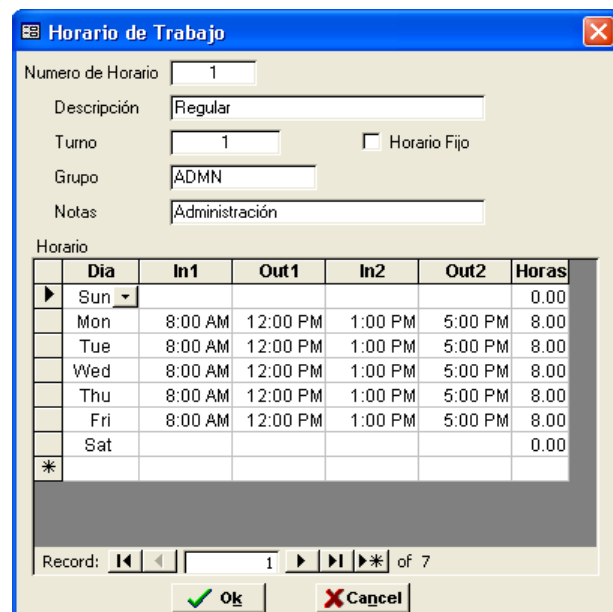 Horario de Trabajo
Numero de Horario 1
Descripción Regular
Turno 1 Horario Fijo
Grupo ADMN
Notas Administración
Horario
Dia In1 Out1 In2 Out2 Horas
Sun 0.00
Mon 8:00 AM 12:00 PM 1:00 PM 5:00 PM 8.00
Tue 8:00 AM 12:00 PM 1:00 PM 5:00 PM 8.00
Wed 8:00 AM 12:00 PM 1:00 PM 5:00 PM 8.00
Thu 8:00 AM 12:00 PM 1:00 PM 5:00 PM 8.00
Fri 8:00 AM 12:00 PM 1:00 PM 5:00 PM 8.00
Sat 0.00
Record: 1 of 7
Ok Cancel